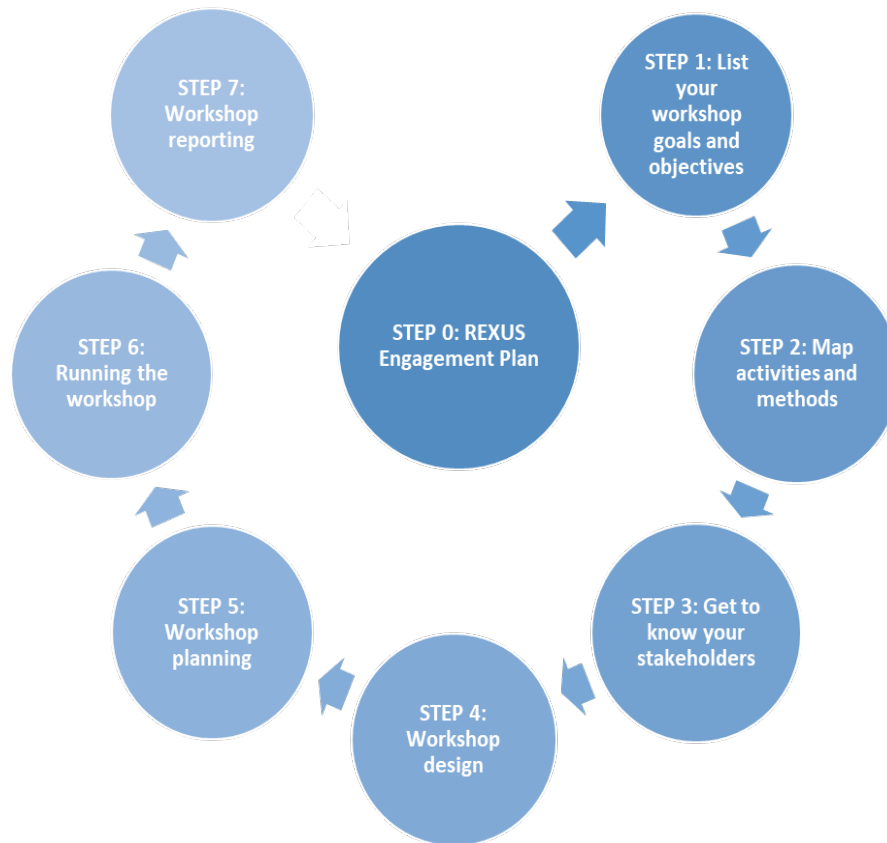 STEP 0: REXUS
Engagement Plan
STEP 1: List
your
workshop
goals and
objectives
STEP 2: Map
activities and
methods
STEP 3: Get to
know your
stakeholders
STEP 4:
Workshop
design
STEP 5:
Workshop
planning
STEP 6:
Running the
workshop
STEP 7:
Workshop
reporting